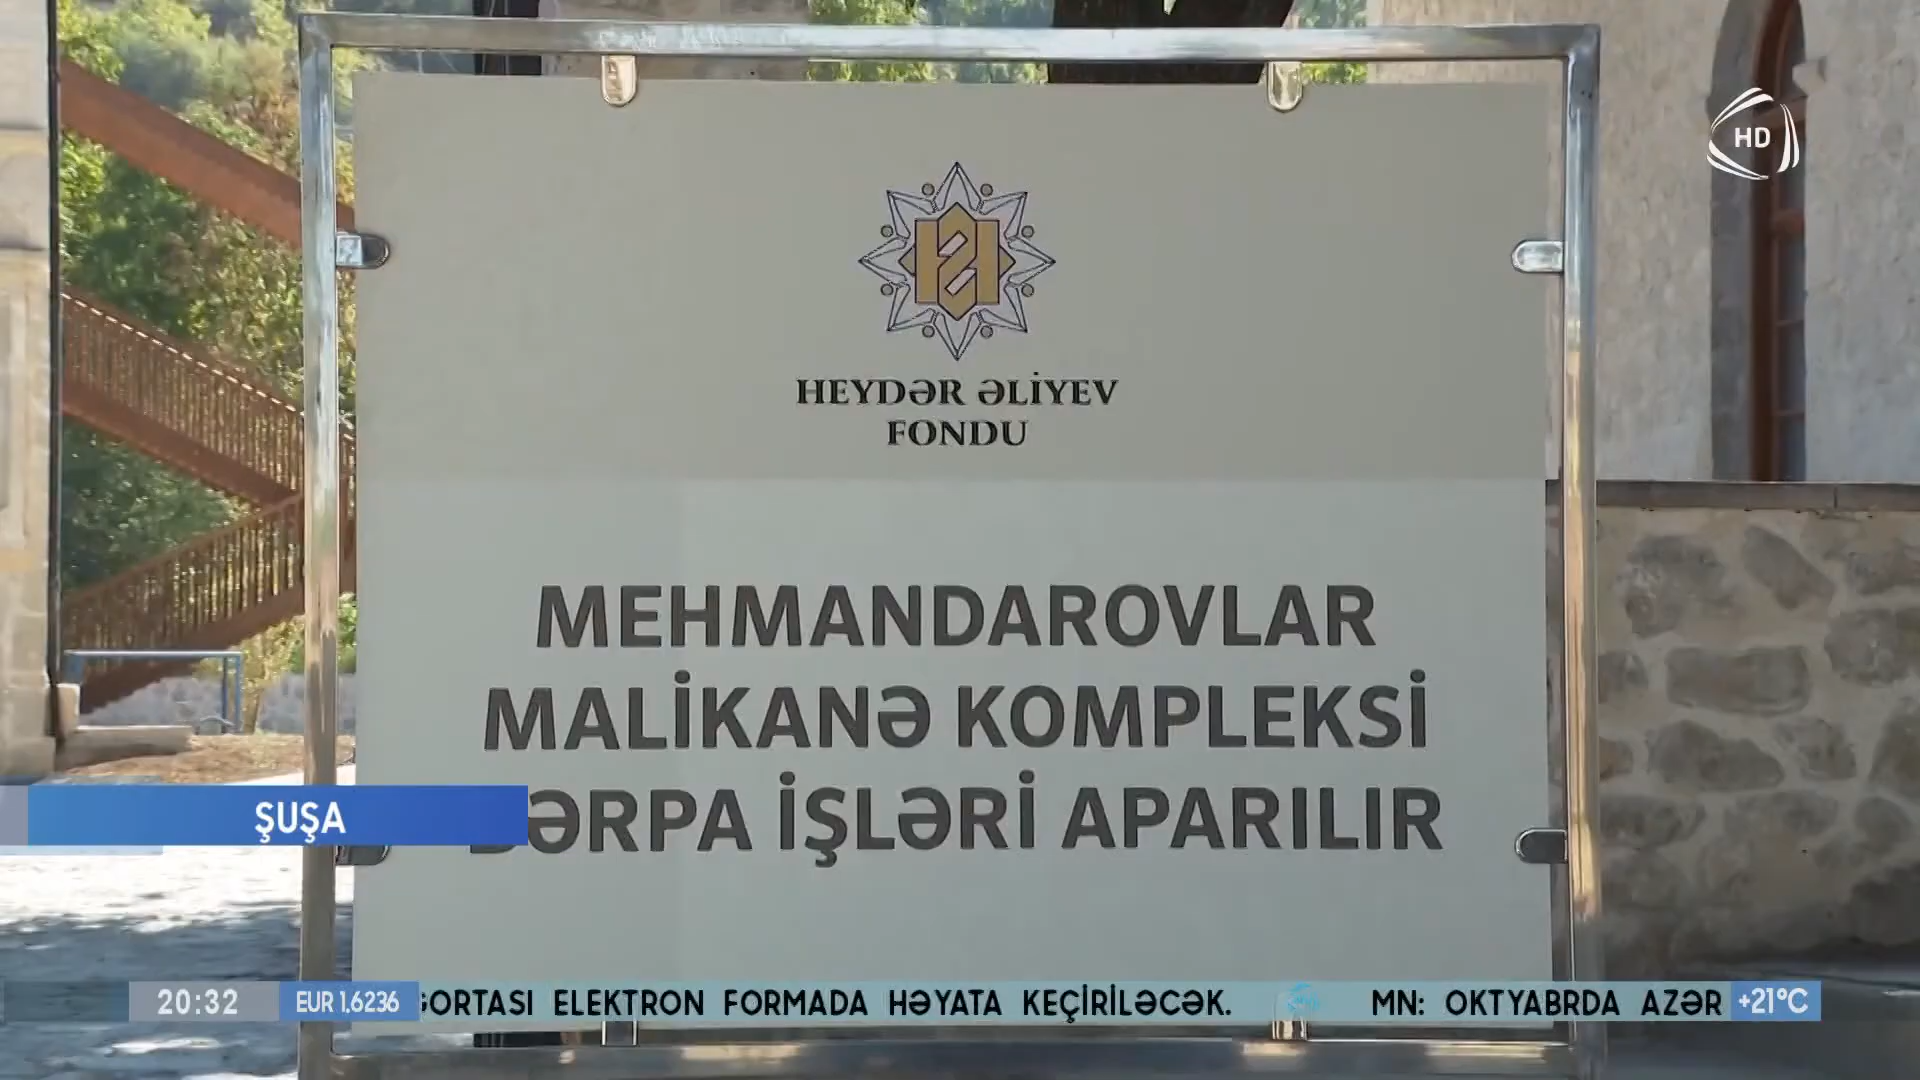 HD
HEYDƏR ƏLİYEV
FONDU
MEHMANDAROVLAR
MALİKANƏ KOMPLEKSİ
İŞLƏRİ APARILIR
ŞUŞA
20:32
EUR 1,6236
ELEKTRON FORMADA HƏYATA KEÇİRİLƏCƏK.
MN: OKTYABRDA AZƏR
+21°C